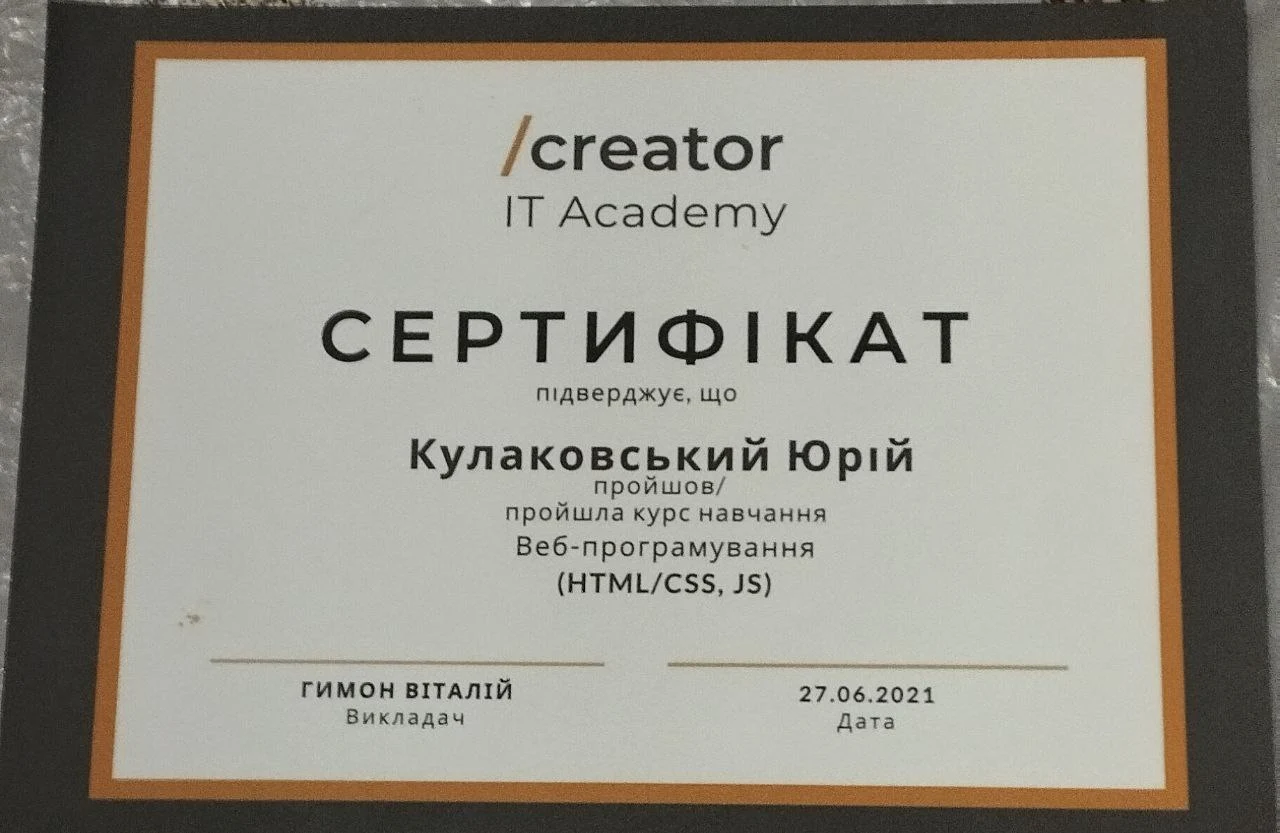 /creator
IT Academy
СЕРТИФІКАТ
підверджує, що
Кулаковський Юрій
пройшов/
пройшла курс навчання
Веб-програмування
(HTML/CSS, JS)
ГИМОН ВІТАЛІЙ
Викладач
27.06.2021
Дата